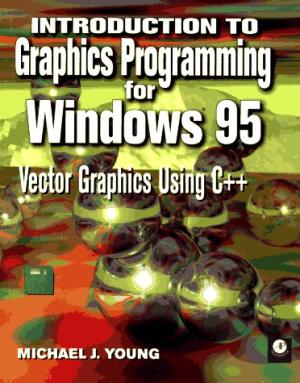 INTRODUCTION TO
Graphics Programming
for
Windows 95
Vector Graphics Using C++
MICHAEL J. YOUNG